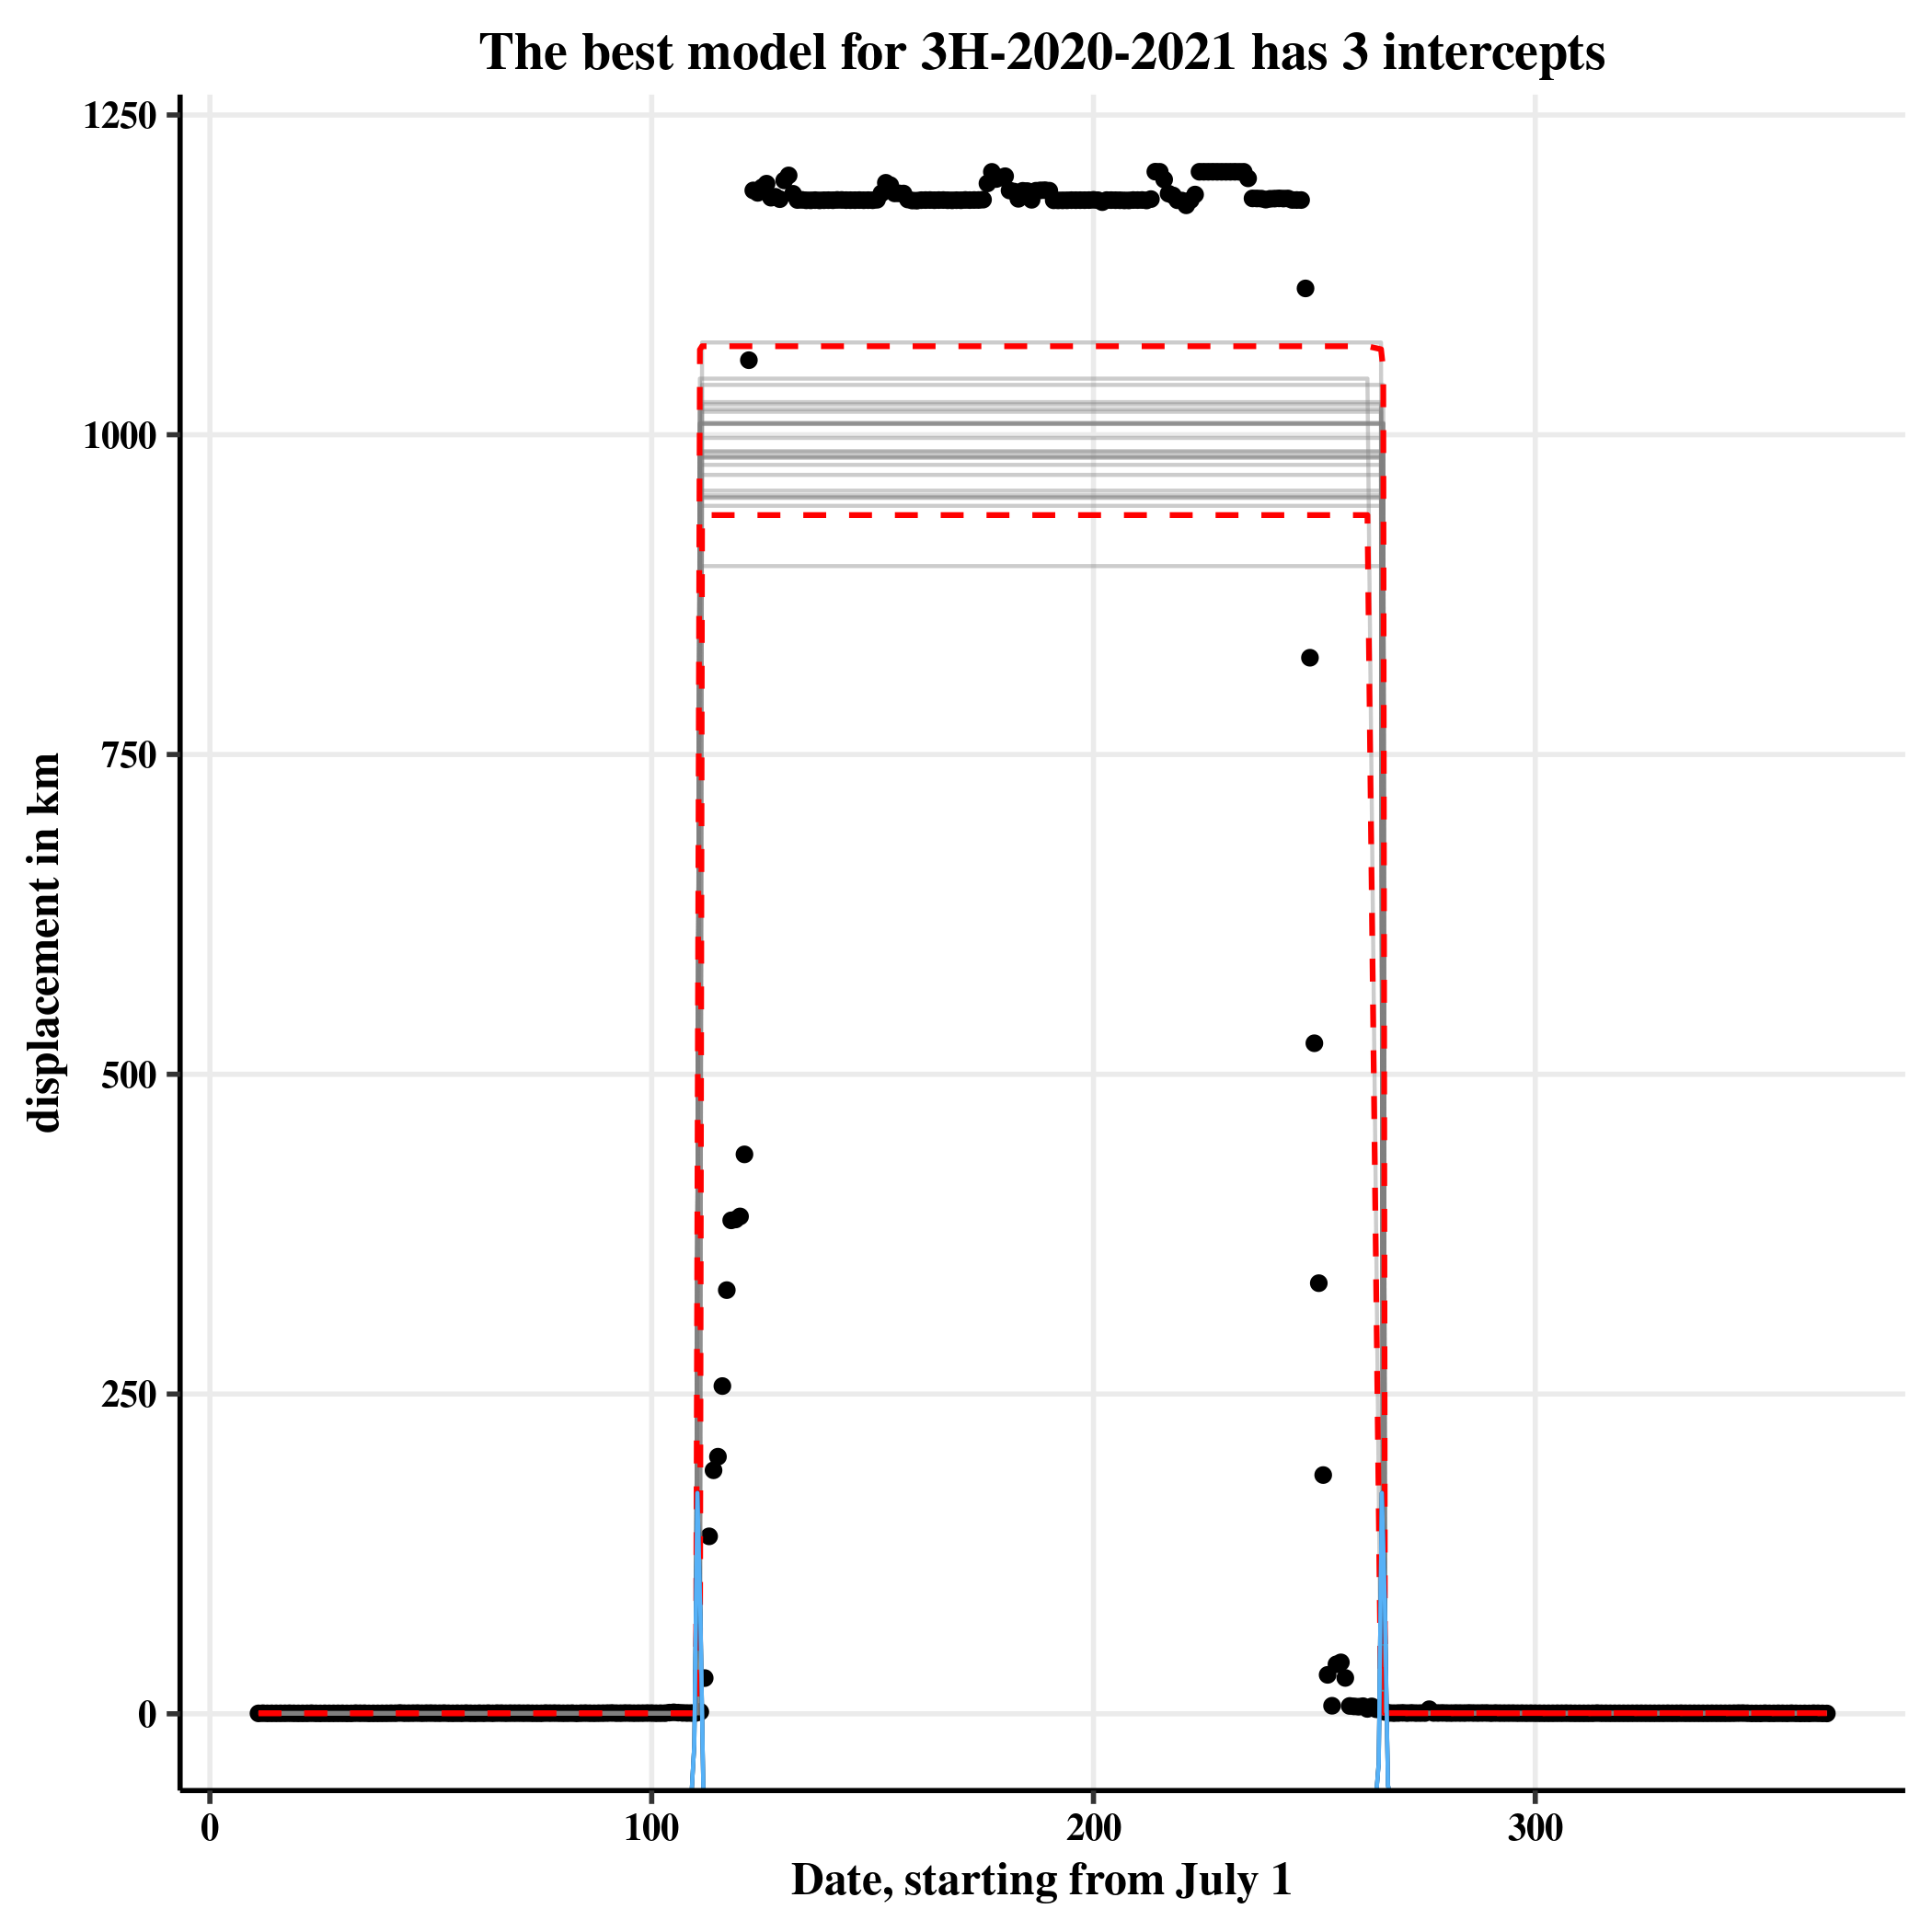 The best model for 3H-2020-2021 has 3 intercepts
1250
1000
750
500
250
0
displacement in km
0 100 200 300
Date, starting from July 1